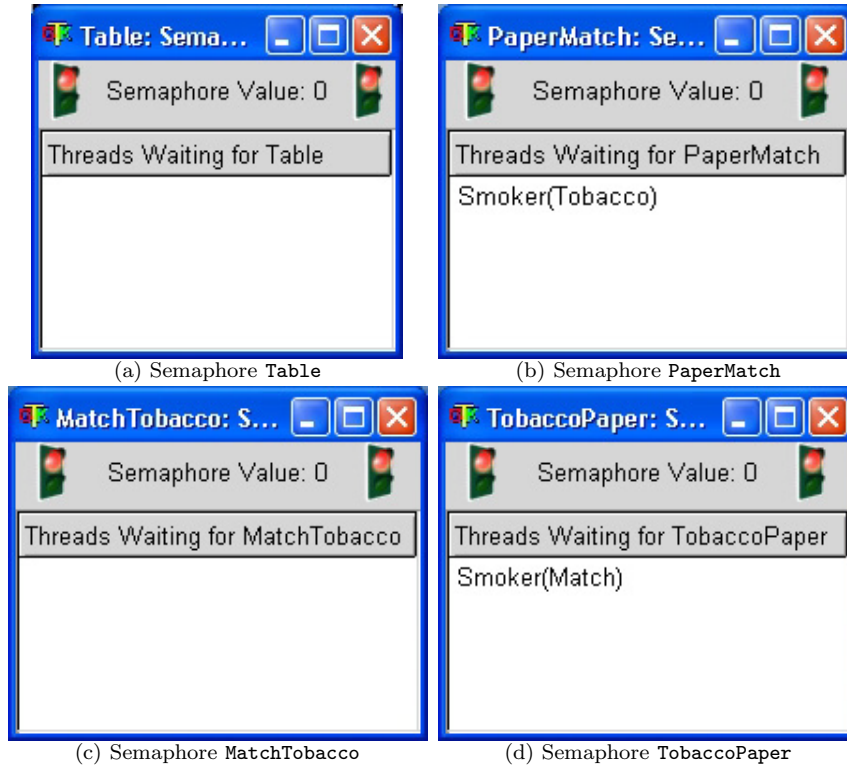 Table: Sema...
Semaphore Value: 0
Threads Waiting for Table
(a) Semaphore Table
PaperMatch: Se...
Semaphore Value: 0
Threads Waiting for PaperMatch
Smoker(Tobacco)
(b) Semaphore PaperMatch
MatchTobacco: S...
Semaphore Value: 0
Threads Waiting for MatchTobacco
(c) Semaphore MatchTobacco
TobaccoPaper: S...
Semaphore Value: 0
Threads Waiting for TobaccoPaper
Smoker(Match)
(d) Semaphore TobaccoPaper